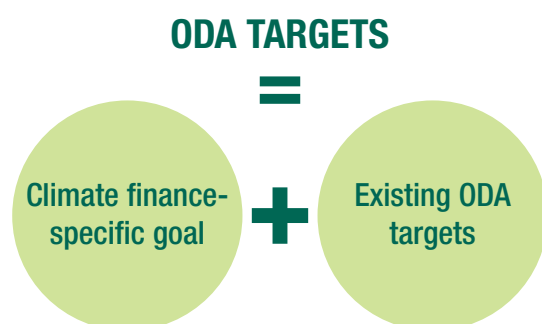 ODA TARGETS
=
Climate finance-
specific goal
+
Existing ODA
targets